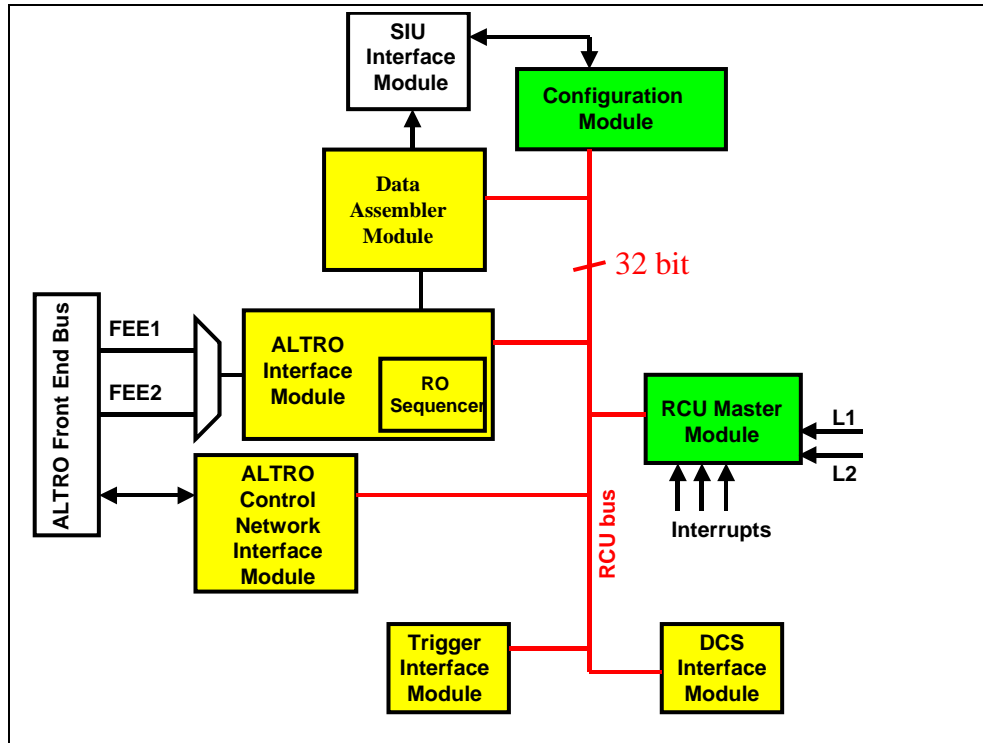 SIU
Interface
Module
Configuration
Module
Data
Assembler
Module
32 bit
ALTRO Front End Bus
FEE1
FEE2
ALTRO
Interface
Module
RO
Sequencer
RCU Master
Module
L1
L2
Interrupts
ALTRO
Control
Network
Interface
Module
RCU bus
Trigger
Interface
Module
DCS
Interface
Module